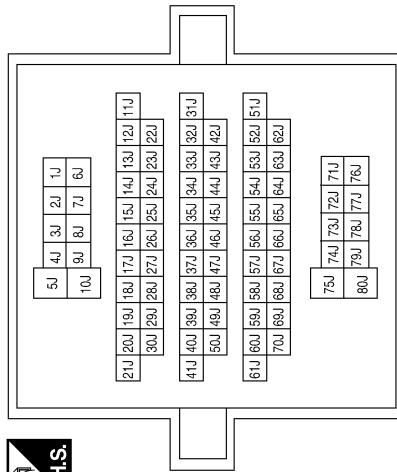 H.S.
5J 4J 3J 2J 1J
10J 9J 8J 7J 6J
21J 20J 19J 18J 17J 16J 15J 14J 13J 12J 11J
30J 29J 28J 27J 26J 25J 24J 23J 22J
41J 40J 39J 38J 37J 36J 35J 34J 33J 32J 31J
50J 49J 48J 47J 46J 45J 44J 43J 42J
61J 60J 59J 58J 57J 56J 55J 54J 53J 52J 51J
70J 69J 68J 67J 66J 65J 64J 63J 62J
75J 74J 73J 72J 71J
80J 79J 78J 77J 76J